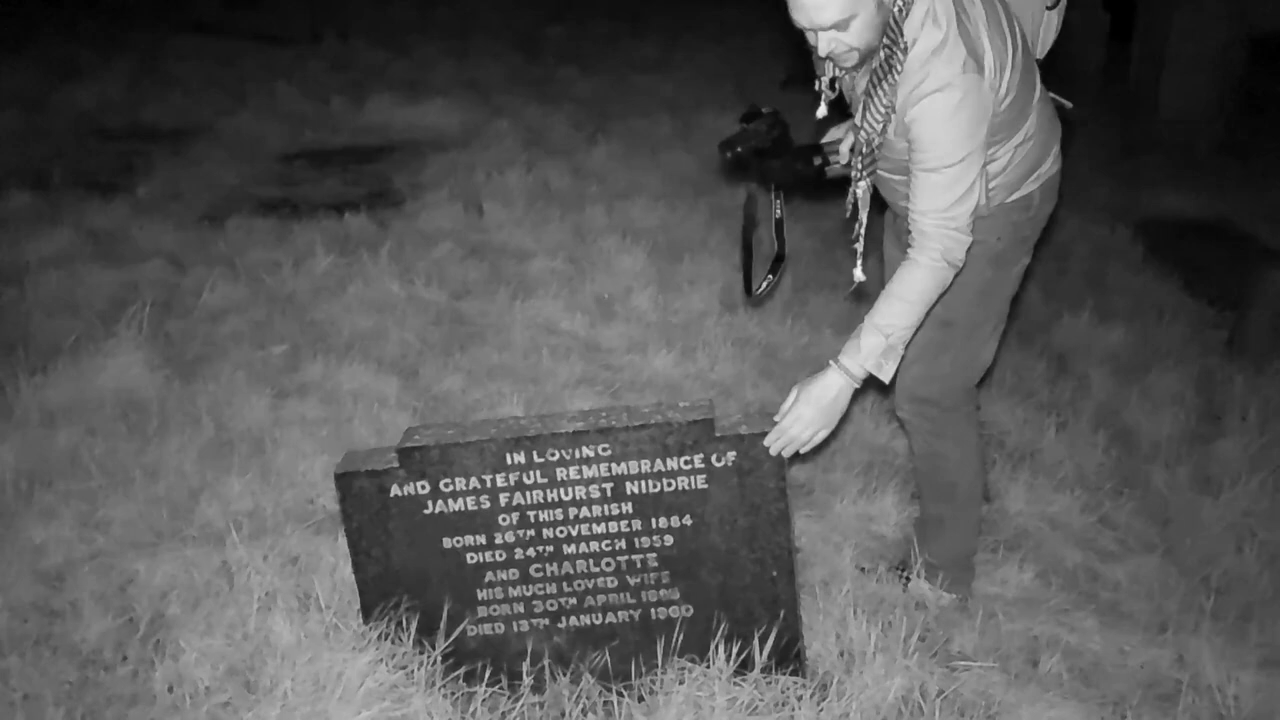 IN LOVING
AND GRATEFUL REMEMBRANCE OF
JAMES FAIRHURST NIDDRIE
OF THIS PARISH
BORN 26TH NOVEMBER 1884
DIED 24TH MARCH 1959
AND CHARLOTTE
HIS MUCH LOVED WIFE
BORN 30TH APRIL
DIED 13TH JANUARY 1960